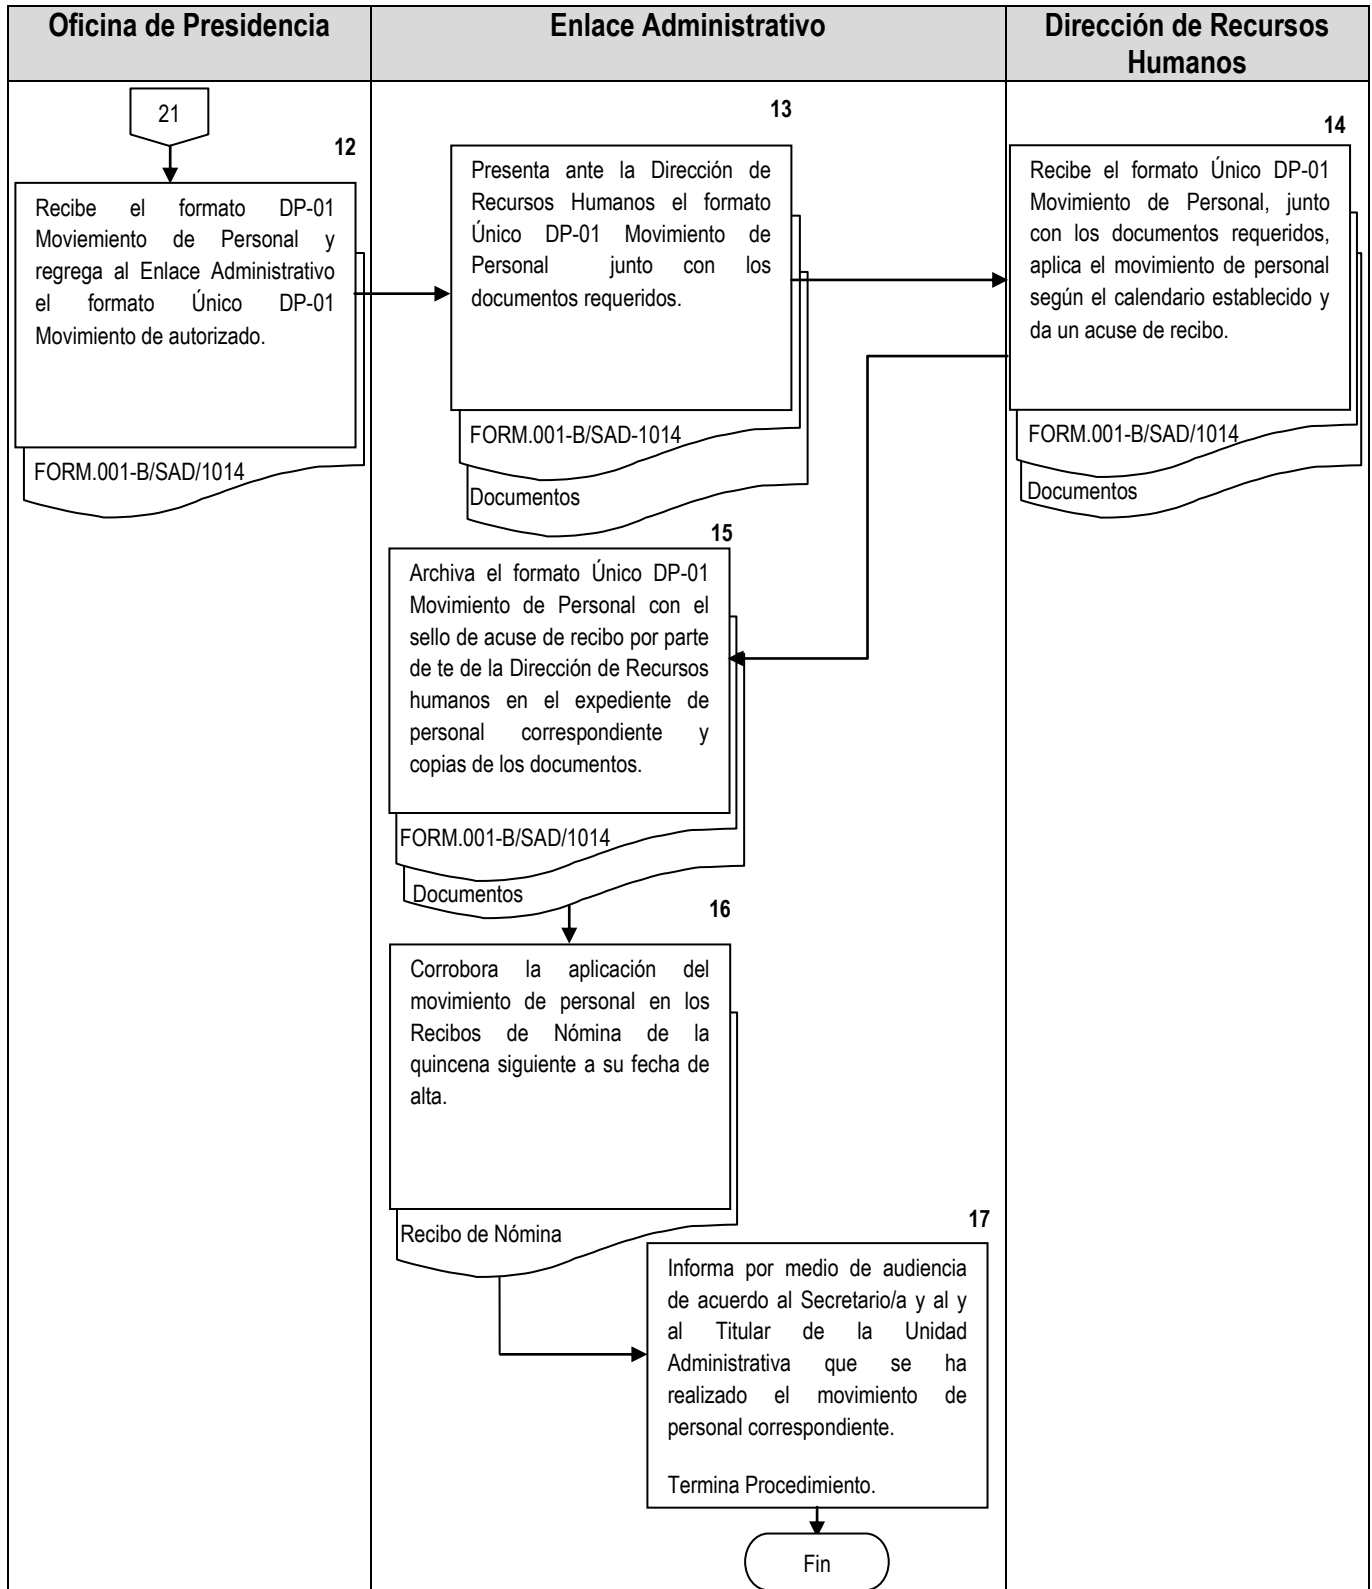 Oficina de Presidencia
Enlace Administrativo
Dirección de Recursos
Humanos
21
12
Recibe el formato DP-01
Moviemiento de Personal y
regrega al Enlace Administrativo
el formato Único DP-01
Movimiento de autorizado.
FORM.001-B/SAD/1014
13
Presenta ante la Dirección de
Recursos Humanos el formato
Único DP-01 Movimiento de
Personal junto con los
documentos requeridos.
FORM.001-B/SAD-1014
Documentos
14
Recibe el formato Único DP-01
Movimiento de Personal, junto
con los documentos requeridos,
aplica el movimiento de personal
según el calendario establecido y
da un acuse de recibo.
FORM.001-B/SAD/1014
Documentos
15
Archiva el formato Único DP-01
Movimiento de Personal con el
sello de acuse de recibo por parte
de te de la Dirección de Recursos
humanos en el expediente de
personal correspondiente y
copias de los documentos.
FORM.001-B/SAD/1014
Documentos
16
Corrobora la aplicación del
movimiento de personal en los
Recibos de Nómina de la
quincena siguiente a su fecha de
alta.
Recibo de Nómina
17
Informa por medio de audiencia
de acuerdo al Secretario/a y al y
al Titular de la Unidad
Administrativa que se ha
realizado el movimiento de
personal correspondiente.
Termina Procedimiento.
Fin